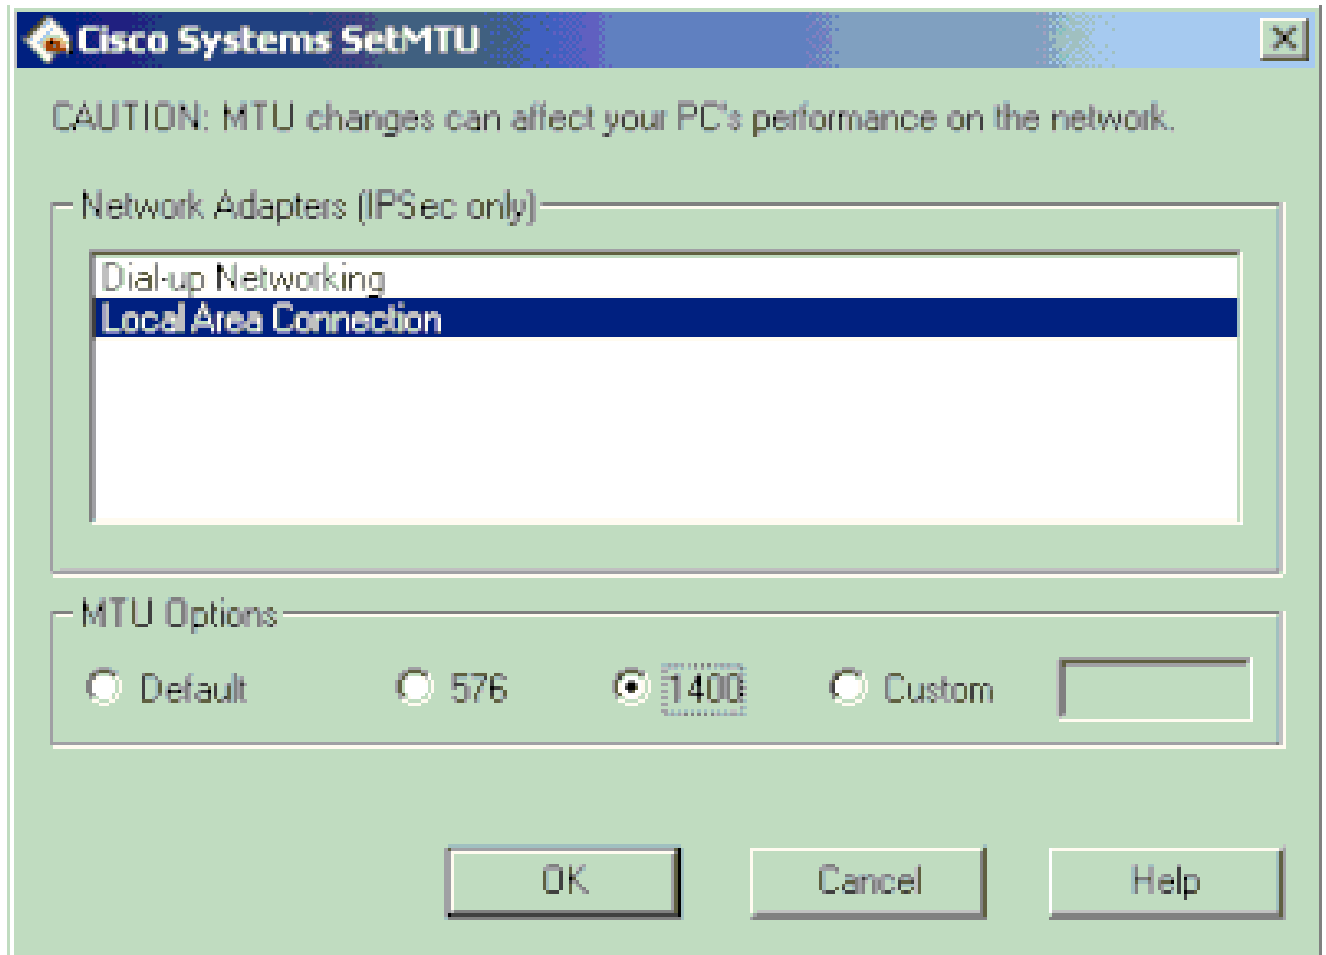 Cisco Systems SetMTU
CAUTION: MTU changes can affect your PC's performance on the network.
Network Adapters (IPSec only)
Dial-up Networking
Local Area Connection
MTU Options
Default 576 1400 Custom
OK Cancel Help